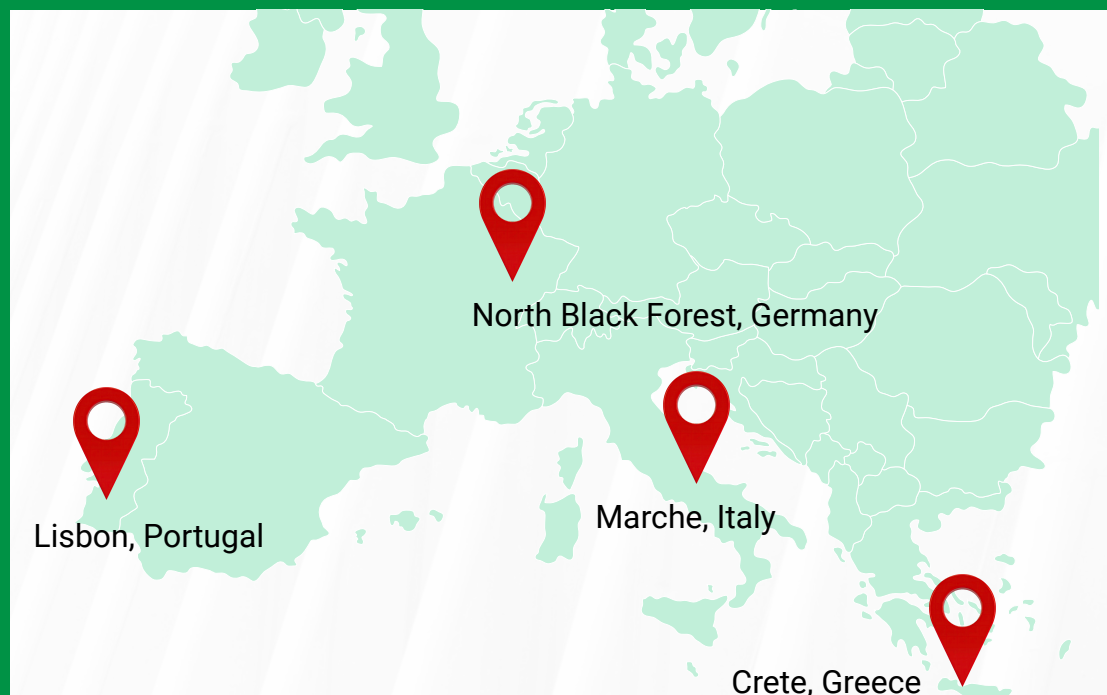 North Black Forest, Germany
Lisbon, Portugal
Marche, Italy
Crete, Greece